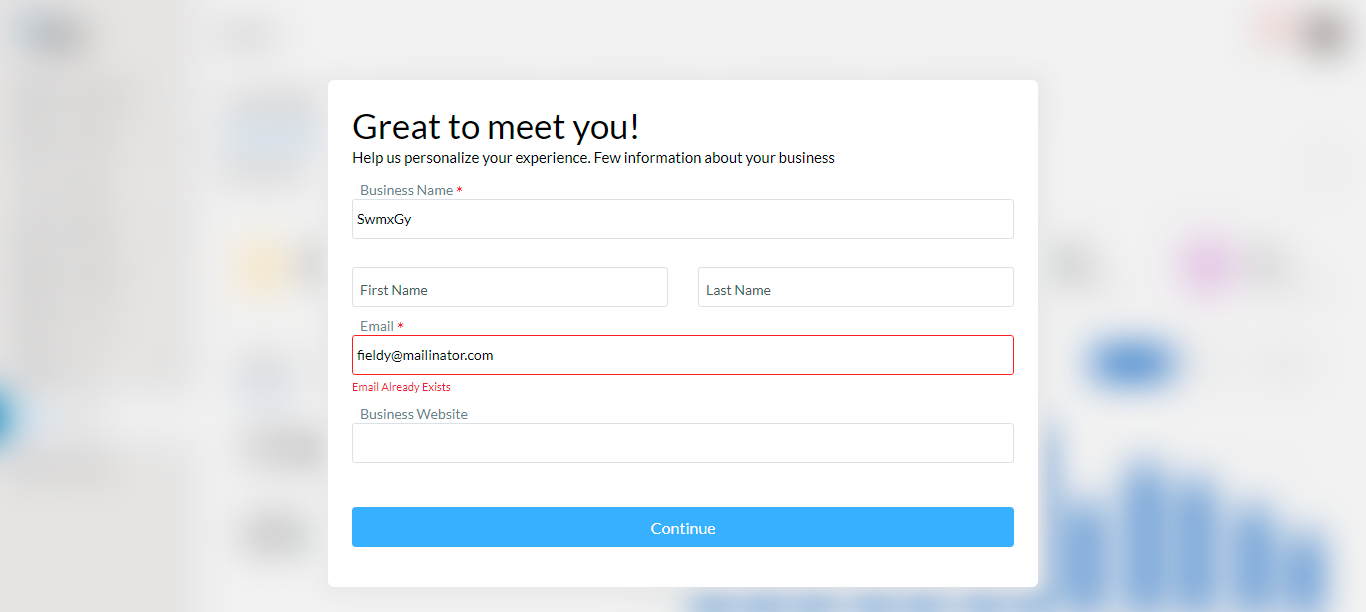 Great to meet you!
Help us personalize your experience. Few information about your business
Business Name *
SwmxGy
First Name
Last Name
Email *
fieldy@mailinator.com
Email Already Exists
Business Website
Continue